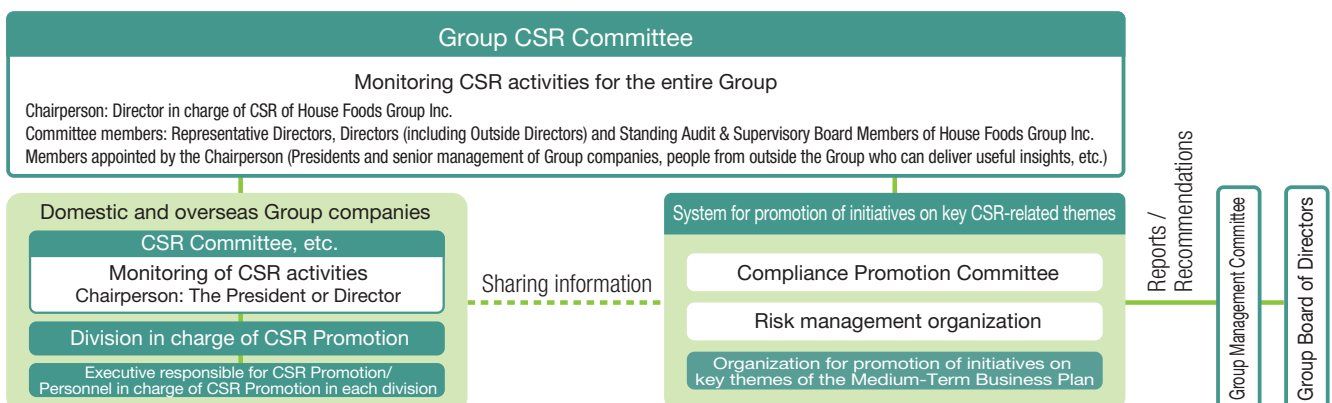 Group CSR Committee
Monitoring CSR activities for the entire Group
Chairperson: Director in charge of CSR of House Foods Group Inc.
Committee members: Representative Directors, Directors (including Outside Directors) and Standing Audit & Supervisory Board Members of House Foods Group Inc.
Members appointed by the Chairperson (Presidents and senior management of Group companies, people from outside the Group who can deliver useful insights, etc.)
Domestic and overseas Group companies
CSR Committee, etc.
Monitoring of CSR activities
Chairperson: The President or Director
Division in charge of CSR Promotion
Executive responsible for CSR Promotion/
Personnel in charge of CSR Promotion in each division
Sharing information
System for promotion of initiatives on key CSR-related themes
Compliance Promotion Committee
Risk management organization
Organization for promotion of initiatives on
key themes of the Medium-Term Business Plan
Reports /
Recommendations
Group Management Committee
Group Board of Directors